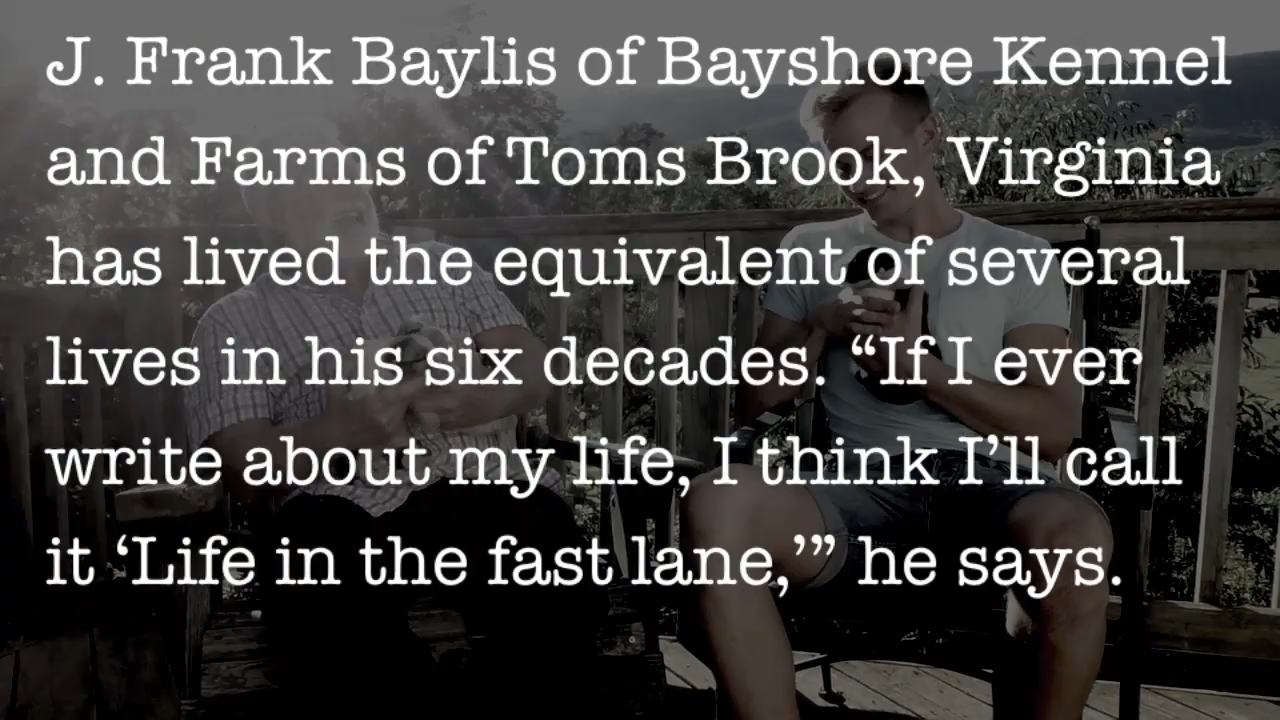 J. Frank Baylis of Bayshore Kennel
and Farms of Toms Brook, Virginia
has lived the equivalent of several
lives in his six decades. “If I ever
write about my life, I think I’ll call
it ‘Life in the fast lane,’” he says.